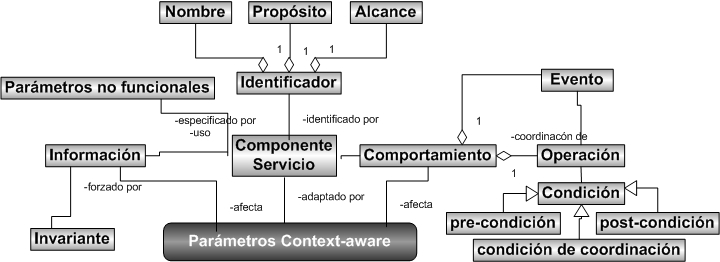 Nombre
Propósito
Alcance
1
1
1
Identificador
Evento
Parámetros no funcionales
-especificado por
-uso
-identificado por
1
-coordinacón de
Información
Componente
Servicio
Comportamiento
Operación
1
-forzado por
-afecta
-adaptado por
-afecta
Condición
pre-condición
post-condición
Invariante
Parámetros Context-aware
condición de coordinación